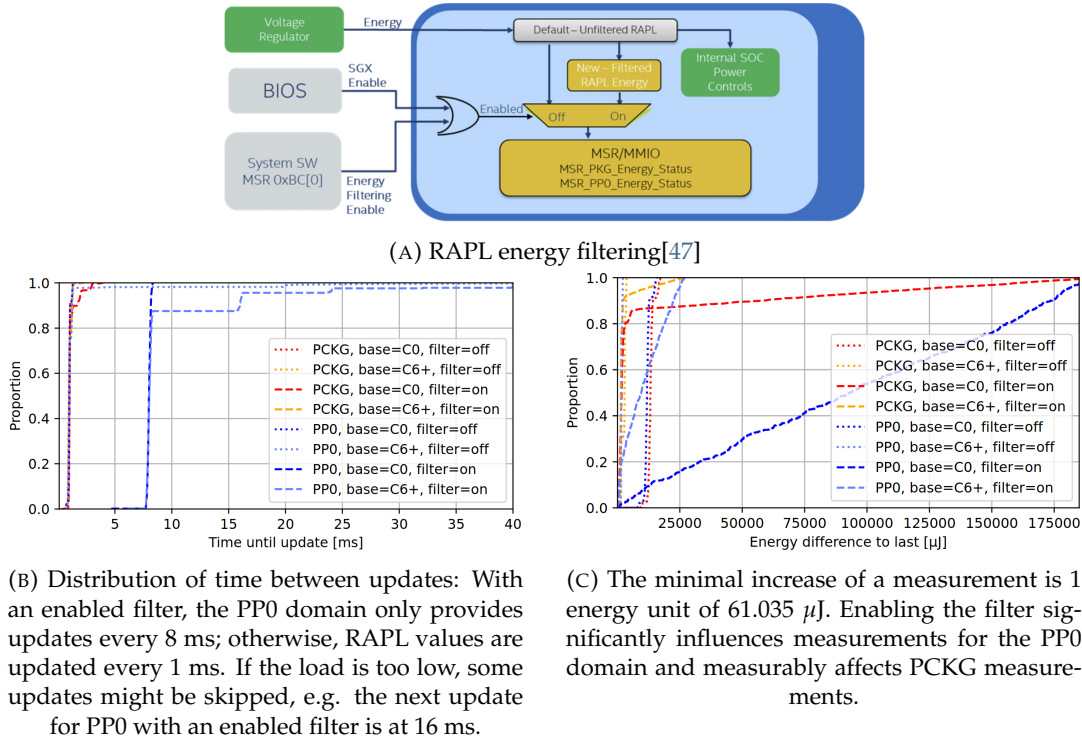 Voltage
Regulator
Energy
Default – Unfiltered RAPL
New – Filtered
RAPL Energy
Internal SOC
Power
Controls
BIOS
SGX
Enable
Enabled
Off
On
System SW
MSR 0xBC[0]
Energy
Filtering
Enable
MSR/MMIO
MSR_PKG_Energy_Status
MSR_PP0_Energy_Status
(A) RAPL energy filtering[47]
1.0
0.8
0.6
0.4
0.2
0.0
Proportion
PCKG, base=C0, filter=off
PCKG, base=C6+, filter=off
PCKG, base=C0, filter=on
PCKG, base=C6+, filter=on
PP0, base=C0, filter=off
PP0, base=C6+, filter=off
PP0, base=C0, filter=on
PP0, base=C6+, filter=on
5 10 15 20 25 30 35 40
Time until update [ms]
1.0
0.8
0.6
0.4
0.2
0.0
Proportion
PCKG, base=C0, filter=off
PCKG, base=C6+, filter=off
PCKG, base=C0, filter=on
PCKG, base=C6+, filter=on
PP0, base=C0, filter=off
PP0, base=C6+, filter=off
PP0, base=C0, filter=on
PP0, base=C6+, filter=on
25000 50000 75000 100000 125000 150000 175000
Energy difference to last [µJ]
(B) Distribution of time between updates: With
an enabled filter, the PP0 domain only provides
updates every 8 ms; otherwise, RAPL values are
updated every 1 ms. If the load is too low, some
updates might be skipped, e.g. the next update
for PP0 with an enabled filter is at 16 ms.
(C) The minimal increase of a measurement is 1
energy unit of 61.035 µJ. Enabling the filter sig-
nificantly influences measurements for the PP0
domain and measurably affects PCKG measure-
ments.